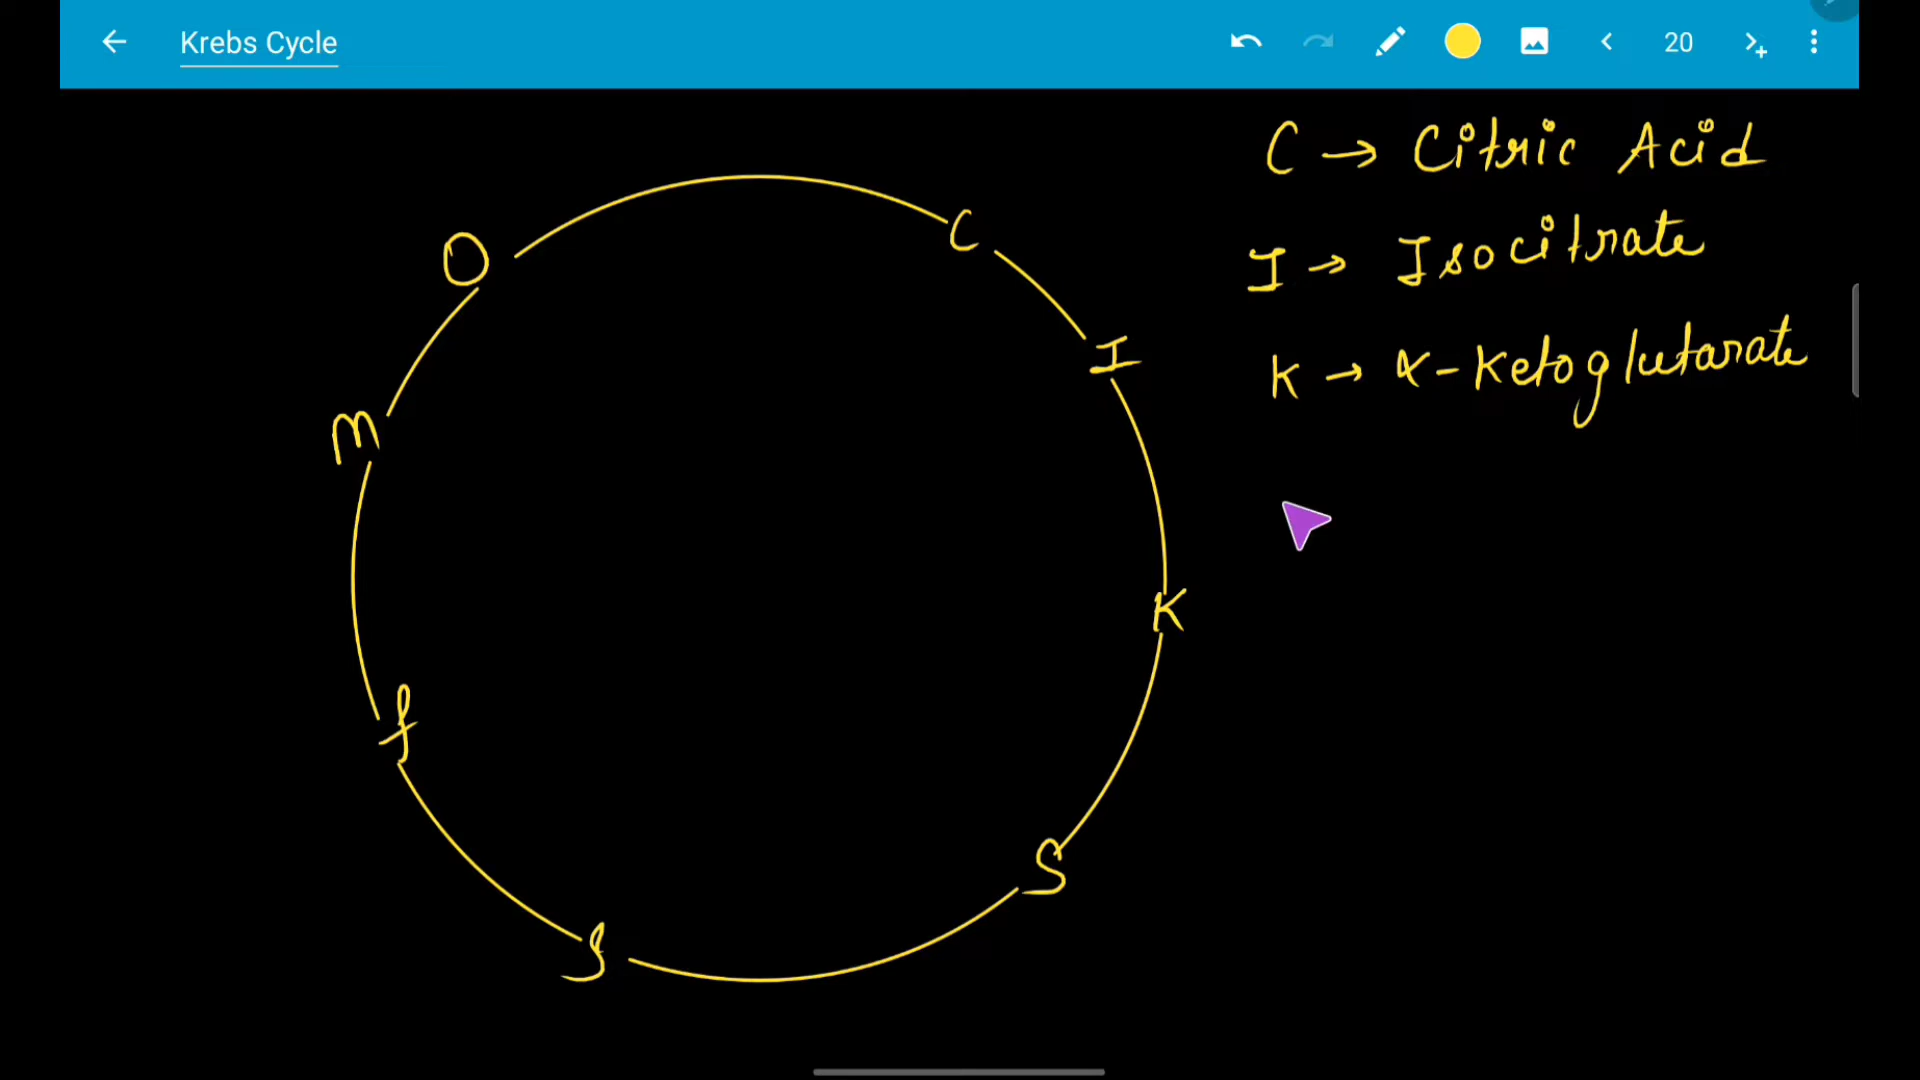 Krebs Cycle
20
C → Citric Acid
I → Isocitrate
K → α-Ketoglutarate
O
C
I
M
K
f
S
S